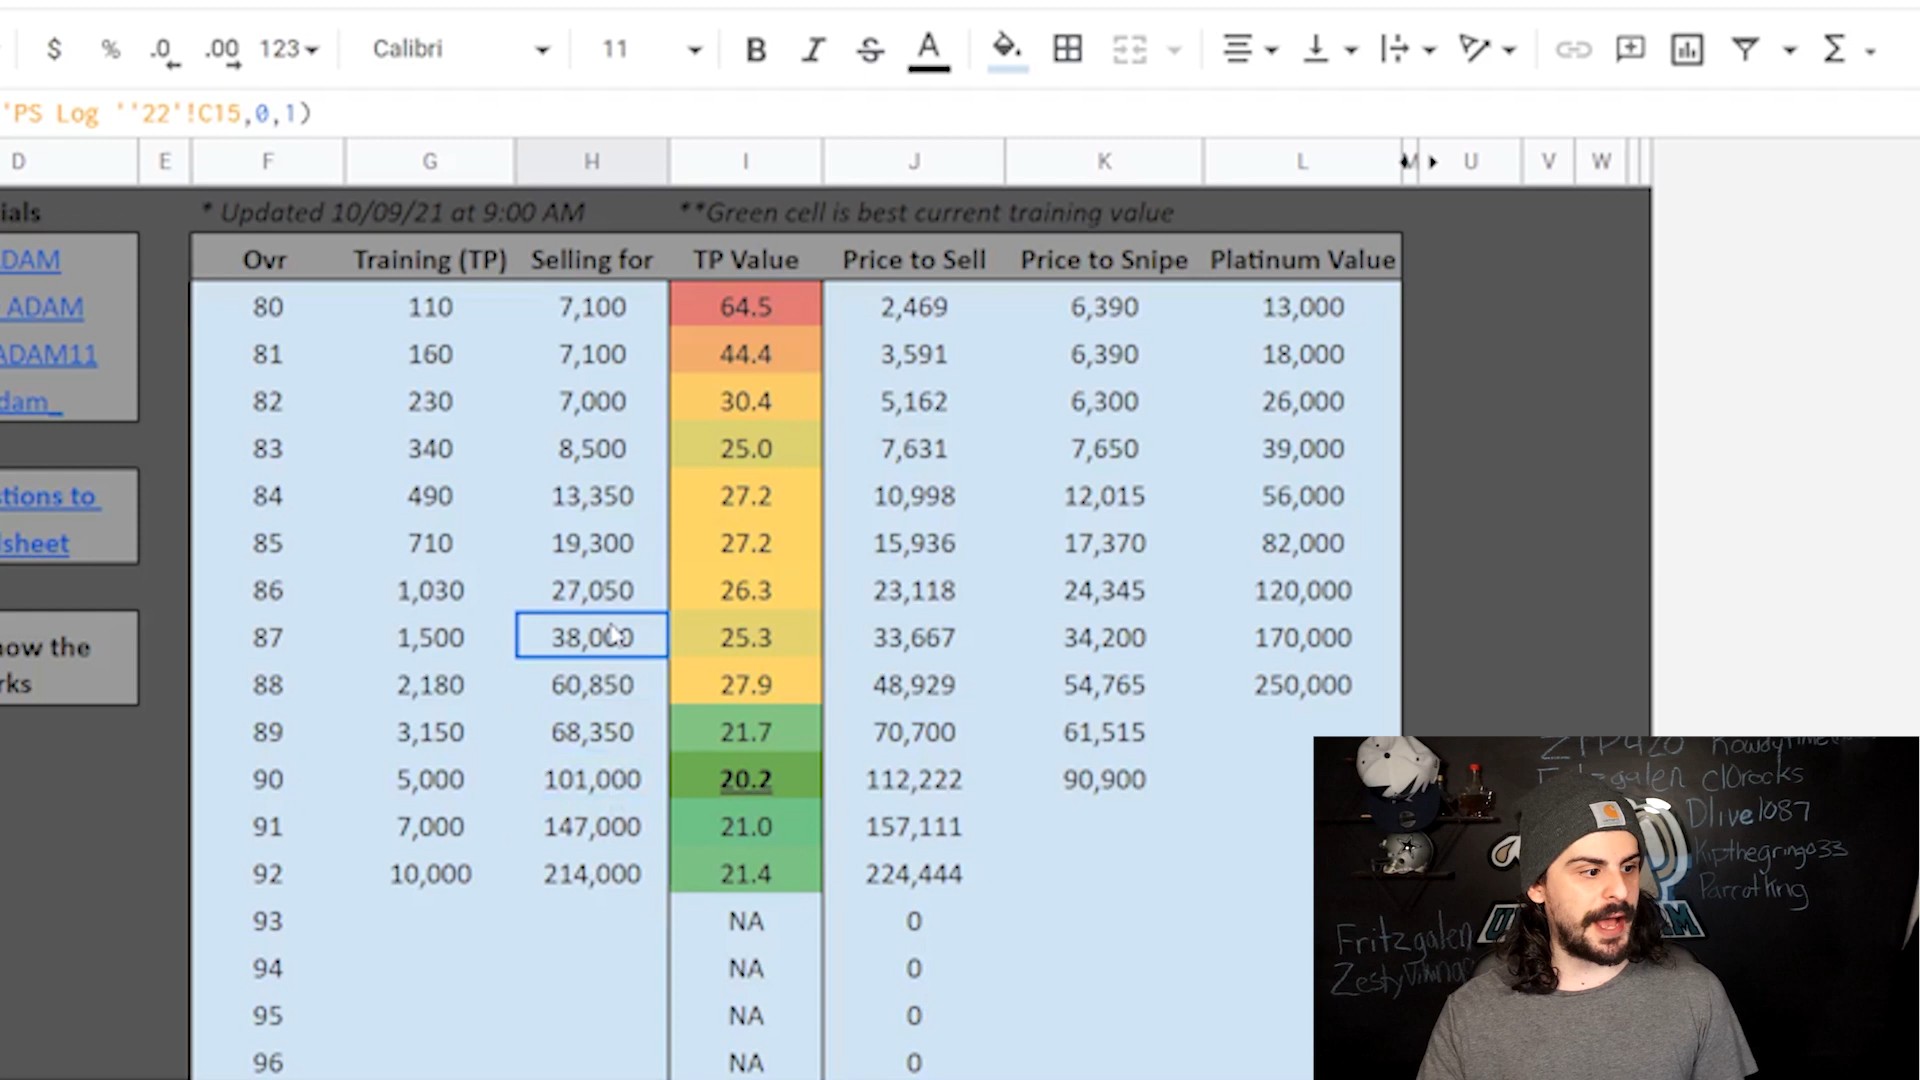 $ % .0 .00 123 Calibri 11 B I S A Σ
'PS Log ''22'!C15,0,1)
D E F G H I J K L M U V W
ials * Updated 10/09/21 at 9:00 AM **Green cell is best current training value
DAM Ovr Training (TP) Selling for TP Value Price to Sell Price to Snipe Platinum Value
ADAM 80 110 7,100 64.5 2,469 6,390 13,000
ADAM11 81 160 7,100 44.4 3,591 6,390 18,000
dam_ 82 230 7,000 30.4 5,162 6,300 26,000
83 340 8,500 25.0 7,631 7,650 39,000
stions to 84 490 13,350 27.2 10,998 12,015 56,000
lsheet 85 710 19,300 27.2 15,936 17,370 82,000
86 1,030 27,050 26.3 23,118 24,345 120,000
now the 87 1,500 38,000 25.3 33,667 34,200 170,000
rks 88 2,180 60,850 27.9 48,929 54,765 250,000
89 3,150 68,350 21.7 70,700 61,515
90 5,000 101,000 20.2 112,222 90,900
91 7,000 147,000 21.0 157,111
92 10,000 214,000 21.4 224,444
93 NA 0
94 NA 0
95 NA 0
96 NA 0
galen cl0rocks
Dlive1087
Kipthegringo33
ParrotKing
Fritzgalen